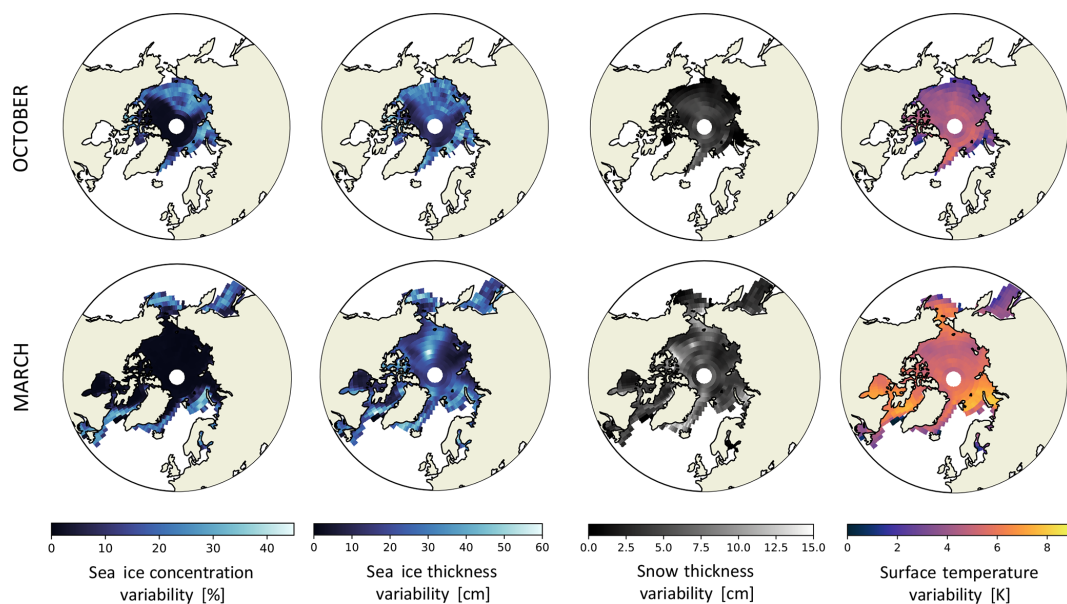 OCTOBER
MARCH
0 10 20 30 40
0 10 20 30 40 50 60
0.0 2.5 5.0 7.5 10.0 12.5 15.0
0 2 4 6 8
Sea ice concentration
variability [%]
Sea ice thickness
variability [cm]
Snow thickness
variability [cm]
Surface temperature
variability [K]